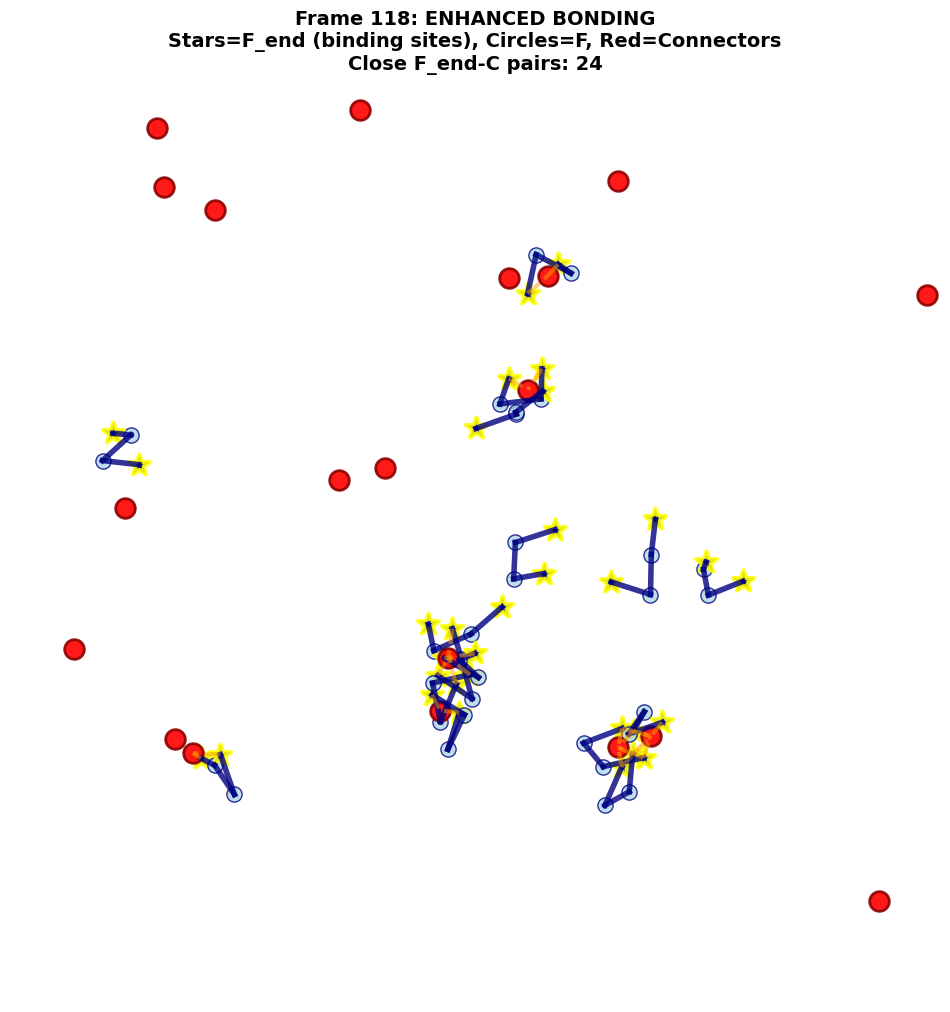 Frame 118: ENHANCED BONDING
Stars=F_end (binding sites), Circles=F, Red=Connectors
Close F_end-C pairs: 24